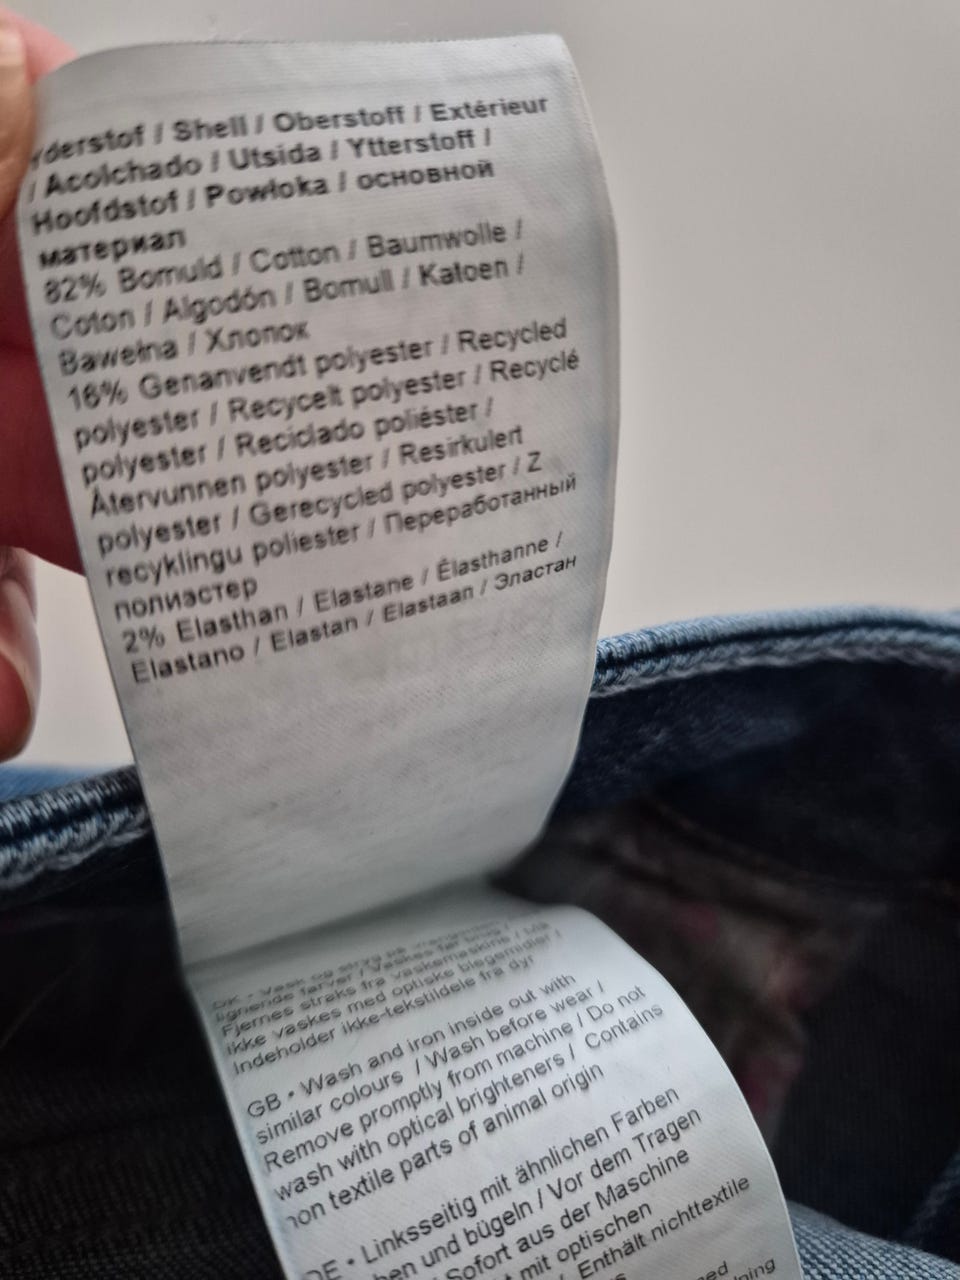 Yderstof / Shell / Oberstoff / Extérieur
/ Acolchado / Utsida / Ytterstoff /
Hoofdstof / Powłoka / основной
материал
82% Bomuld / Cotton / Baumwolle /
Coton / Algodón / Bomull / Katoen /
Bawełna / Хлопок
16% Genanvendt polyester / Recycled
polyester / Recycelt polyester / Recyclé
polyester / Reciclado poliéster /
Återvunnen polyester / Resirkulert
polyester / Gerecycled polyester / Z
recyklingu poliester / Переработанный
полиэстер
2% Elasthan / Elastane / Élasthanne /
Elastano / Elastan / Elastaan / Эластан
DK • Vask og stryg på vrangsiden
lignende farver / Vaskes før brug /
Fjernes straks fra vaskemaskine / Må
ikke vaskes med optiske blegemidler /
Indeholder ikke-tekstildele fra dyr
GB • Wash and iron inside out with
similar colours / Wash before wear /
Remove promptly from machine / Do not
wash with optical brighteners / Contains
non textile parts of animal origin
DE • Linksseitig mit ähnlichen Farben
und bügeln / Vor dem Tragen
Sofort aus der Maschine
mit optischen
/ Enthält nichttextile